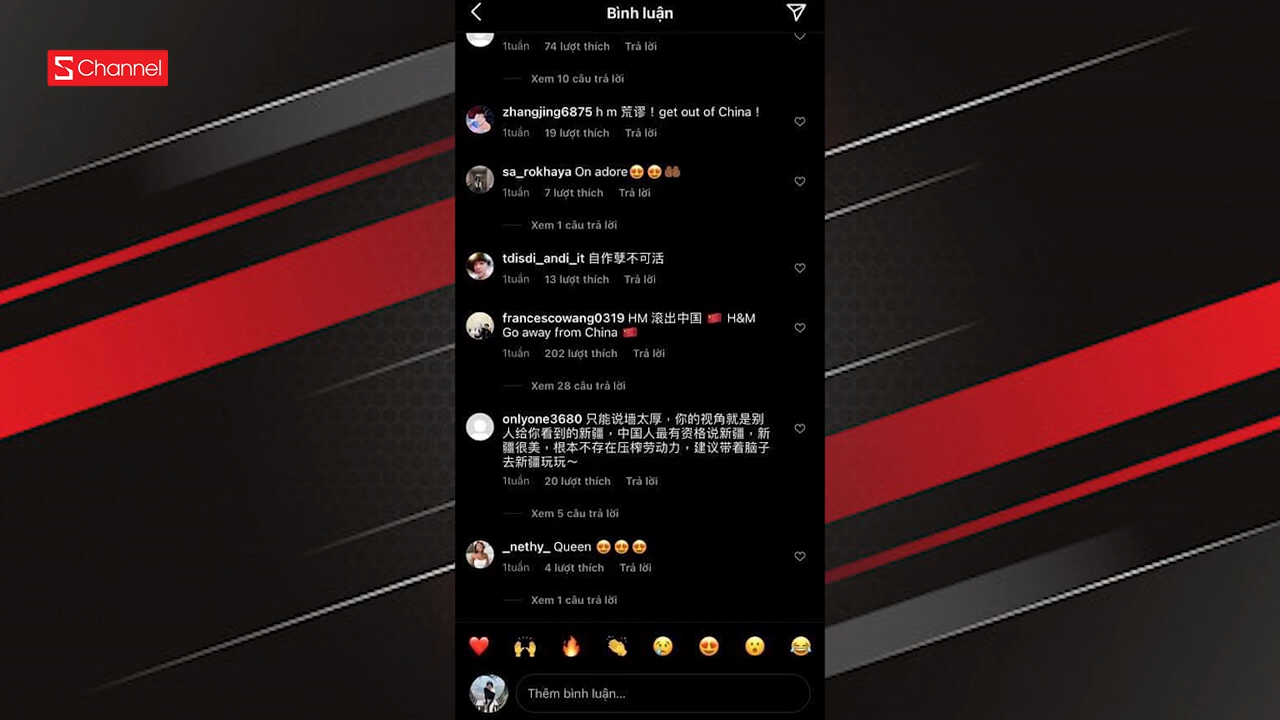 S Channel
Bình luận
1tuần 74 lượt thích Trả lời
Xem 10 câu trả lời
zhangjing6875 h m 荒谬！get out of China！
1tuần 19 lượt thích Trả lời
sa_rokhaya On adore😍😍🤲🏾
1tuần 7 lượt thích Trả lời
Xem 1 câu trả lời
tdisdi_andi_it 自作孽不可活
1tuần 13 lượt thích Trả lời
francescowang0319 HM 滚出中国 🇨🇳 H&M
Go away from China 🇨🇳
1tuần 202 lượt thích Trả lời
Xem 28 câu trả lời
onlyone3680 只能说墙太厚，你的视角就是别
人给你看到的新疆，中国人最有资格说新疆，新
疆很美，根本不存在压榨劳动力，建议带着脑子
去新疆玩玩～
1tuần 20 lượt thích Trả lời
Xem 5 câu trả lời
_nethy_ Queen 😍😍😍
1tuần 4 lượt thích Trả lời
Xem 1 câu trả lời
Thêm bình luận...